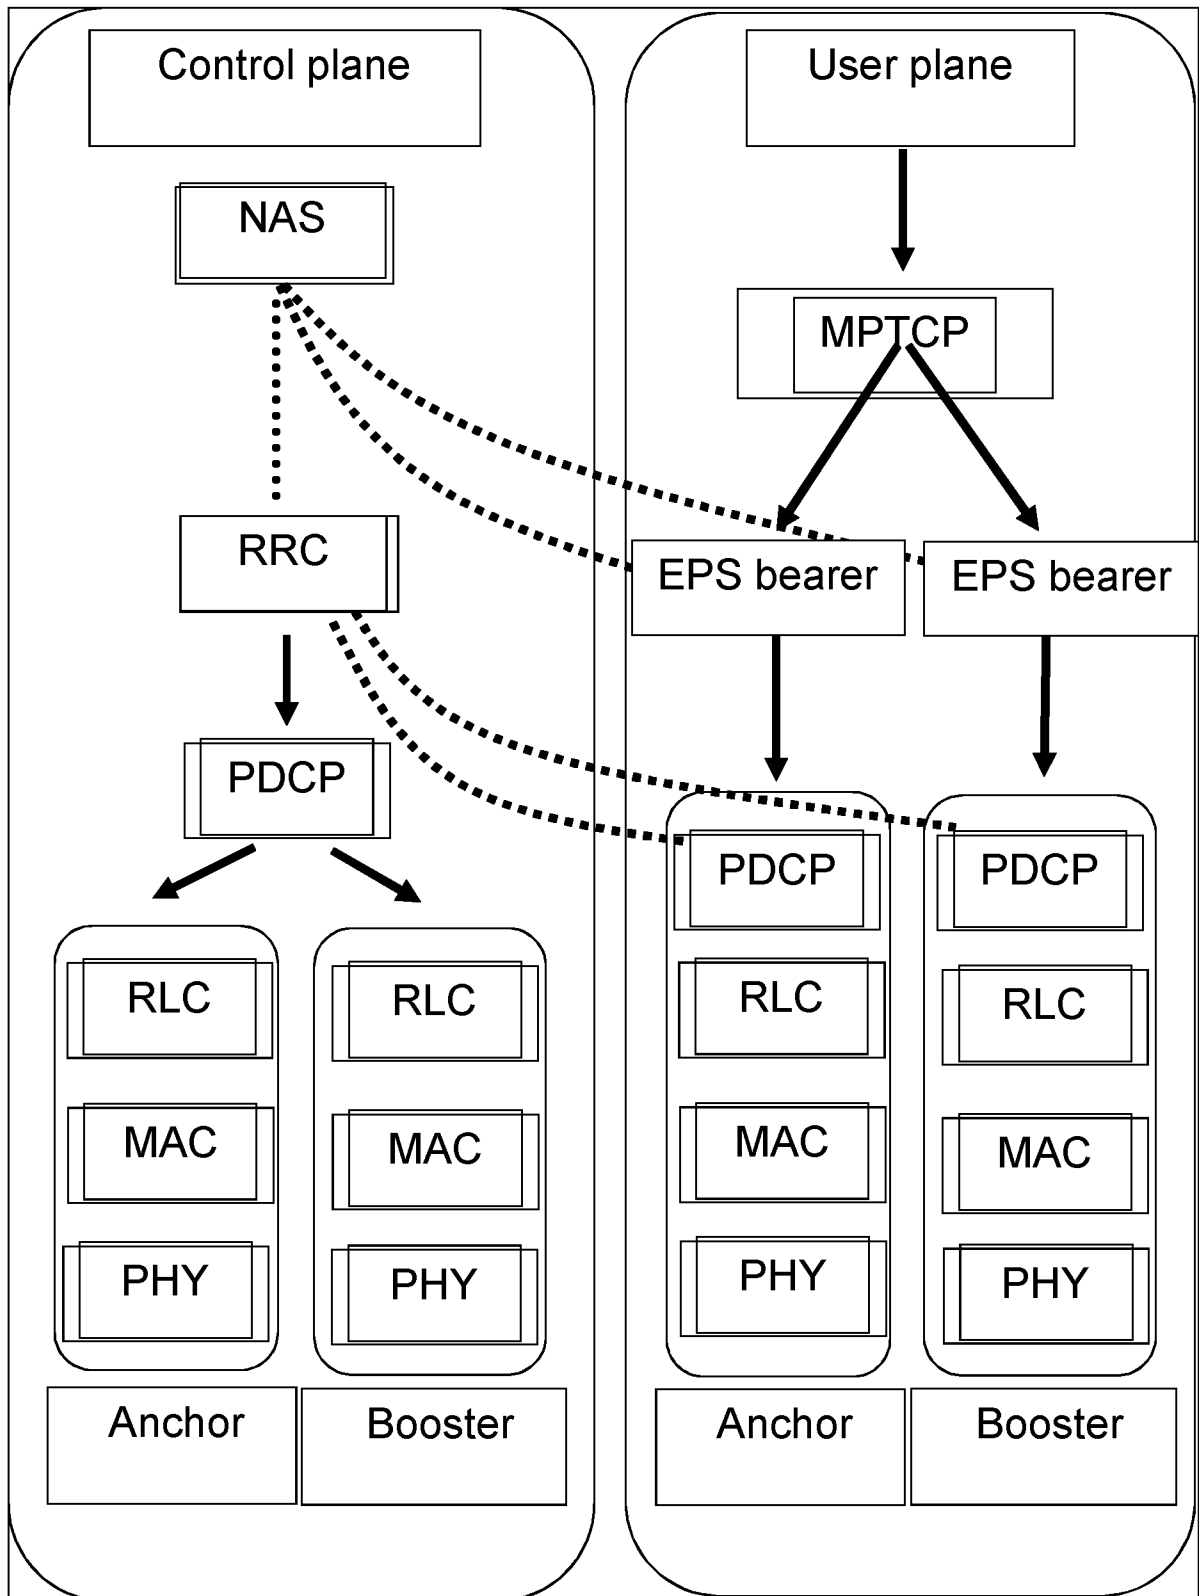 Control plane
NAS
RRC
PDCP
RLC
RLC
MAC
MAC
PHY
PHY
Anchor
Booster
User plane
MPTCP
EPS bearer
EPS bearer
PDCP
PDCP
RLC
RLC
MAC
MAC
PHY
PHY
Anchor
Booster